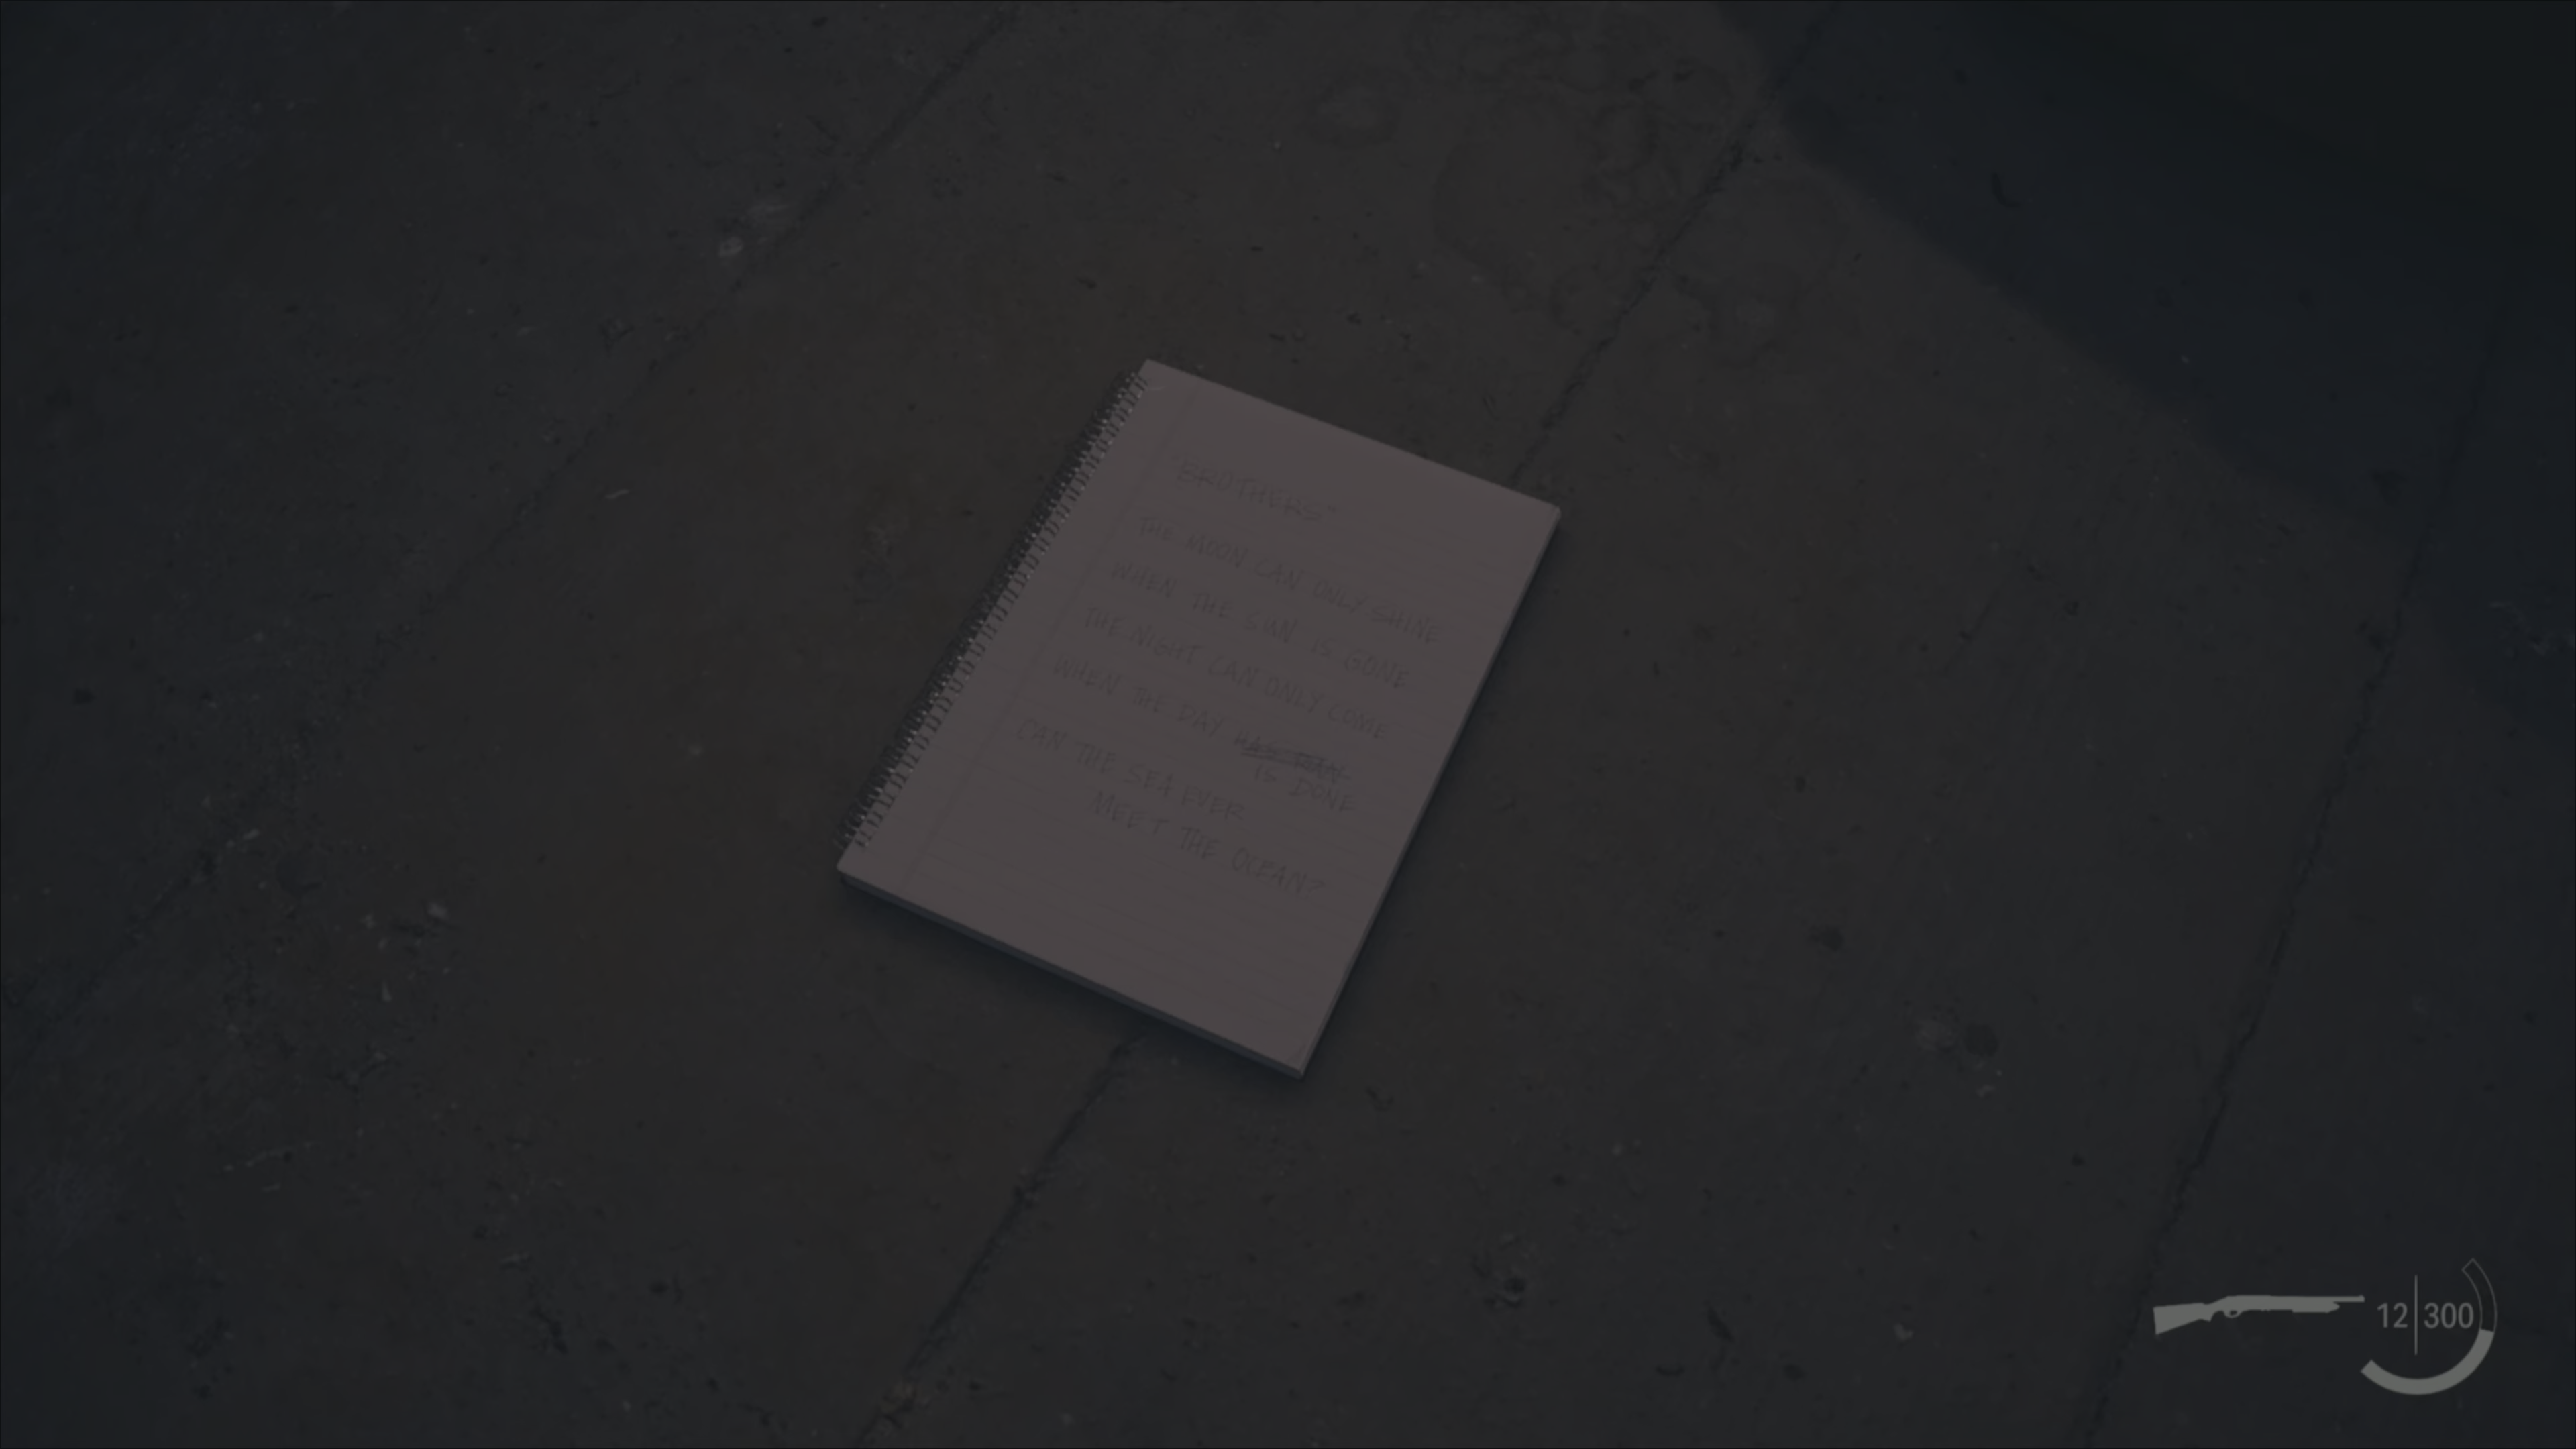 "BROTHERS"
THE MOON CAN ONLY SHINE
WHEN THE SUN IS GONE
THE NIGHT CAN ONLY COME
WHEN THE DAY HAS
IS DONE
CAN THE SEA EVER
MEET THE OCEAN?
12|300